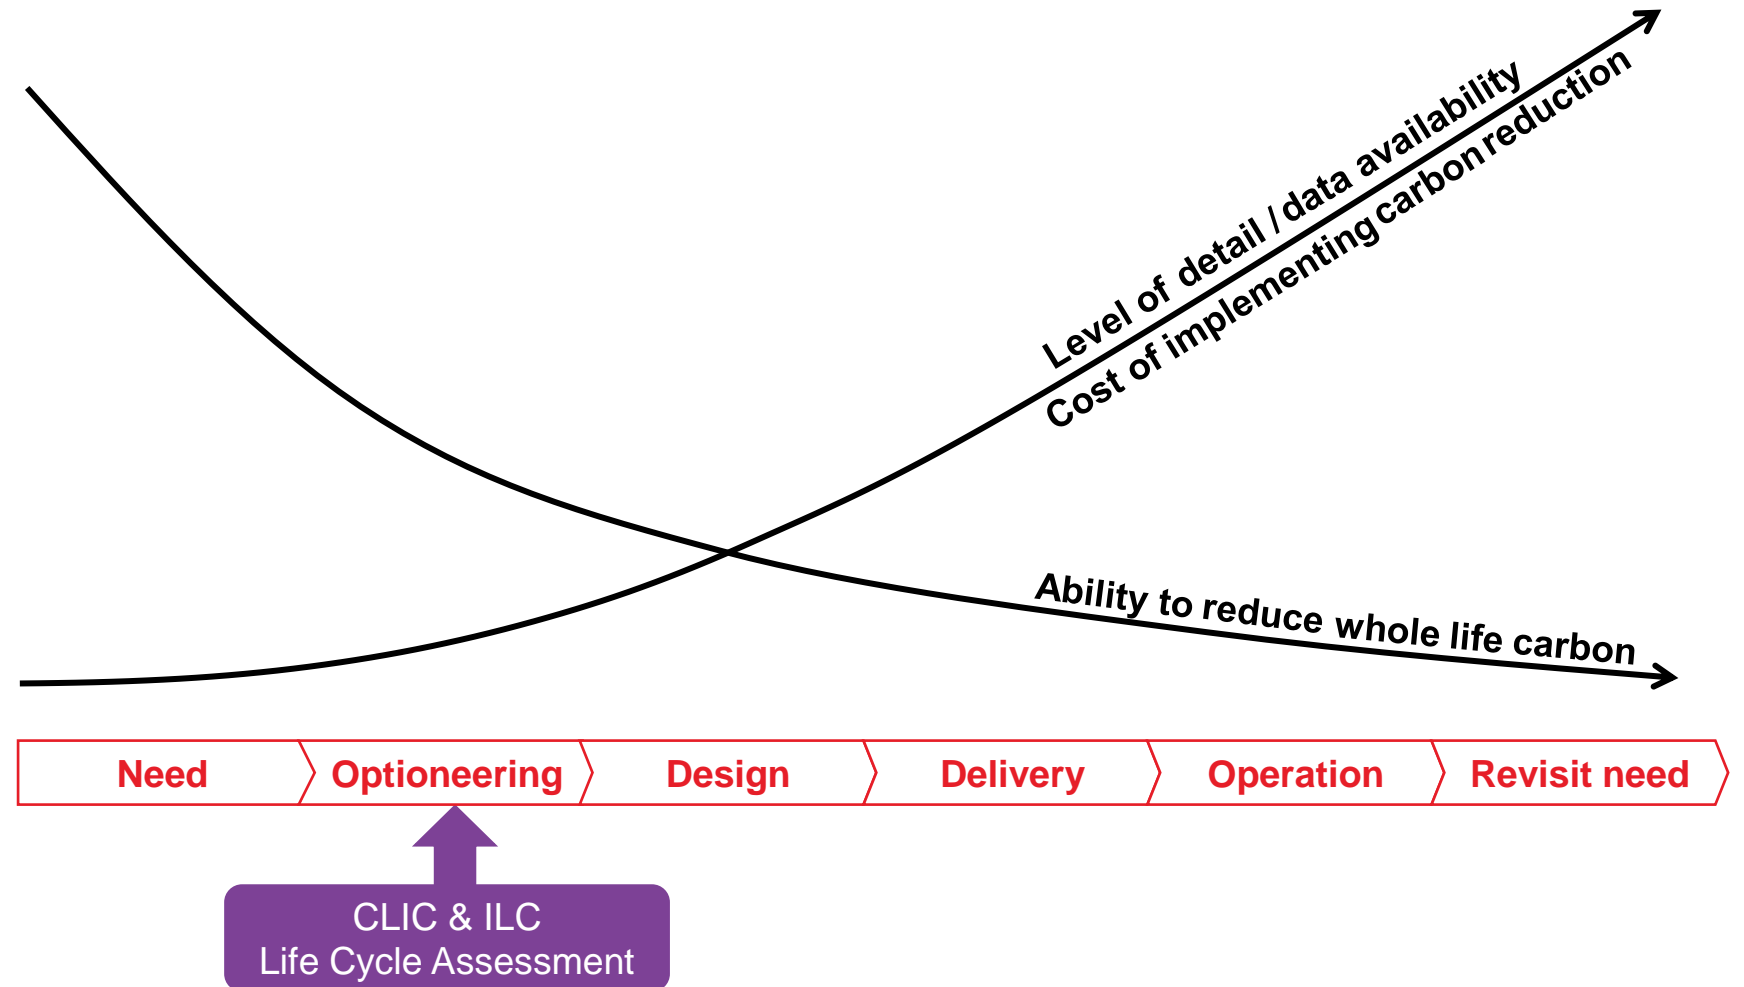 Level of detail / data availability
Cost of implementing carbon reduction
Ability to reduce whole life carbon
Need
Optioneering
Design
Delivery
Operation
Revisit need
CLIC & ILC
Life Cycle Assessment